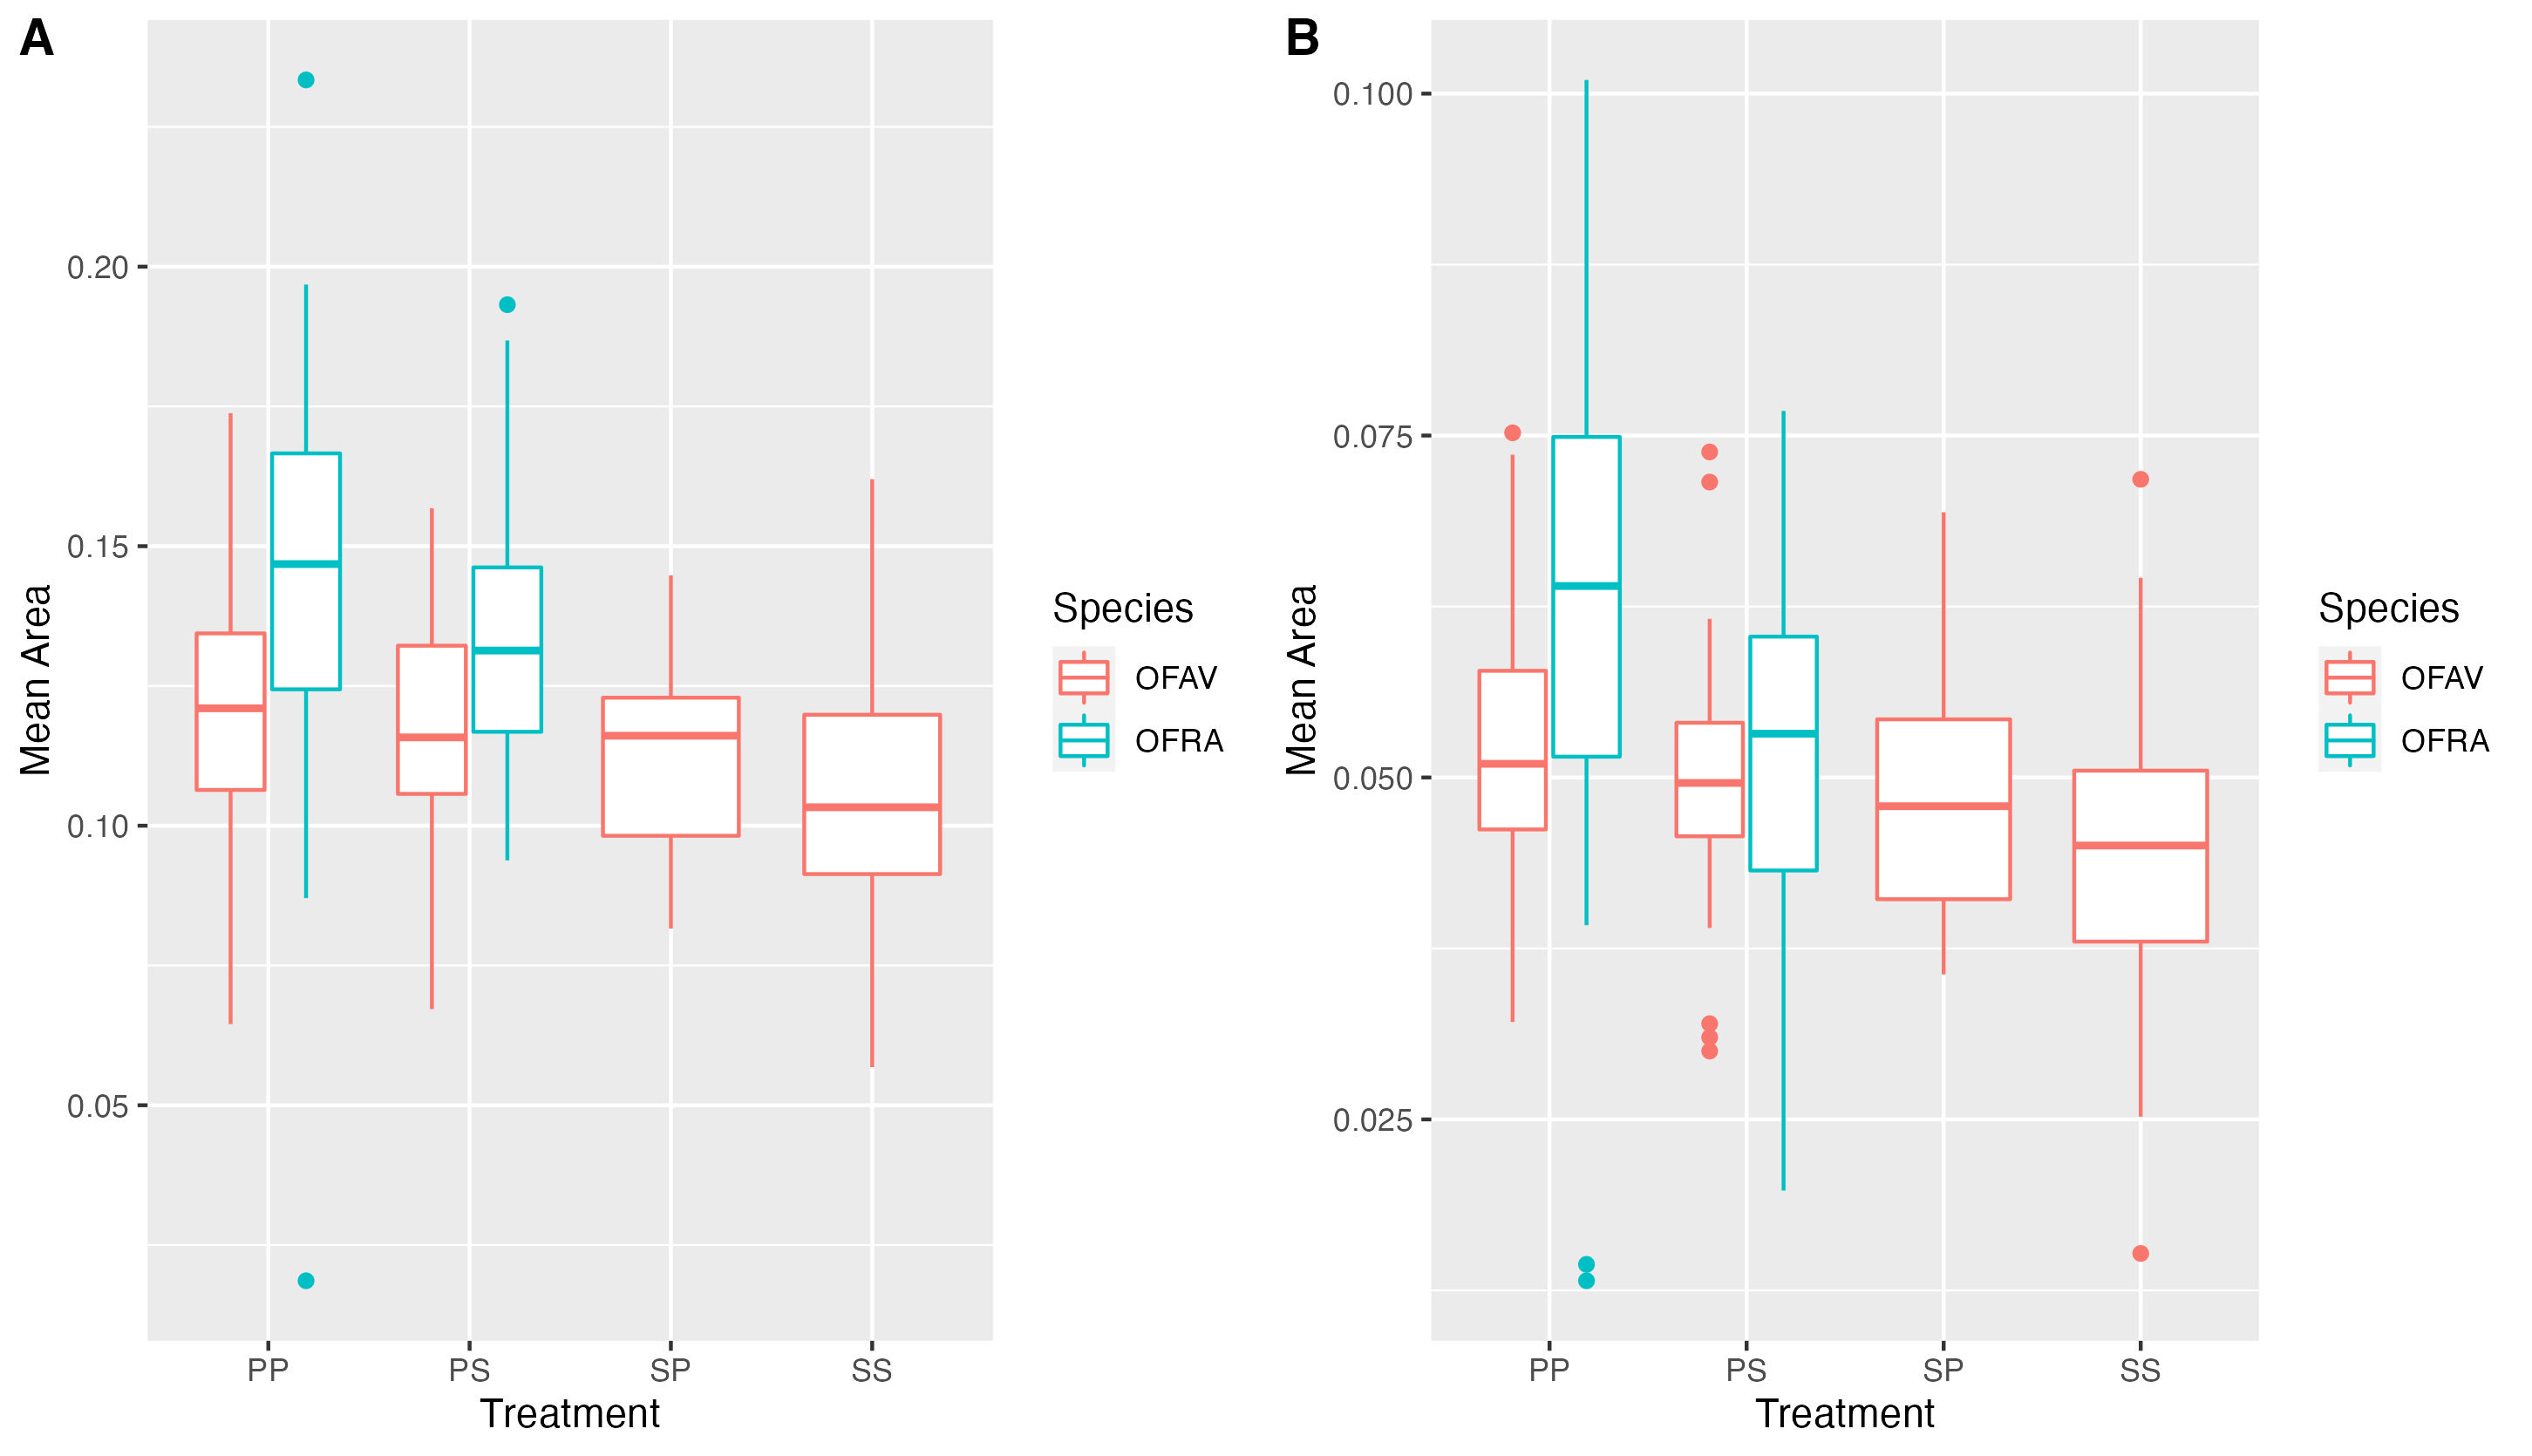 A
0.20
0.15
0.10
0.05
Mean Area
PP PS SP SS
Treatment
Species
OFAV
OFRA
B
0.100
0.075
0.050
0.025
Mean Area
PP PS SP SS
Treatment
Species
OFAV
OFRA